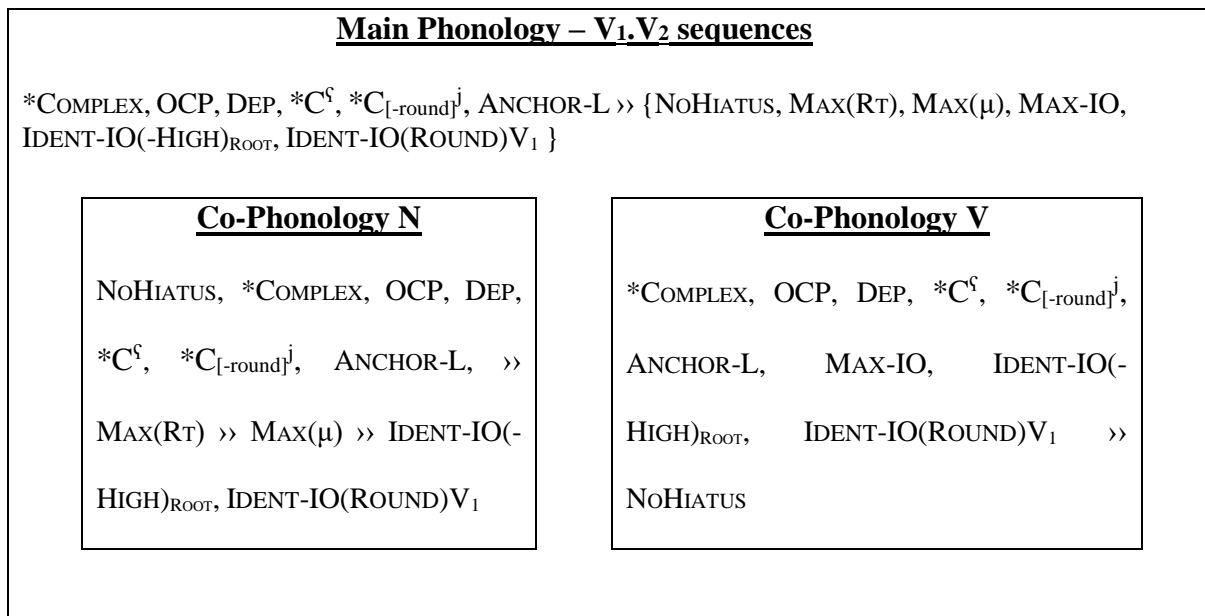 Main Phonology – V₁.V₂ sequences
*COMPLEX, OCP, DEP, *Cˤ, *C[-round]ʲ, ANCHOR-L ›› {NOHIATUS, MAX(RT), MAX(μ), MAX-IO,
IDENT-IO(-HIGH)ROOT, IDENT-IO(ROUND)V₁ }
Co-Phonology N
NOHIATUS, *COMPLEX, OCP, DEP,
*Cˤ, *C[-round]ʲ, ANCHOR-L, ››
MAX(RT) ›› MAX(μ) ›› IDENT-IO(-
HIGH)ROOT, IDENT-IO(ROUND)V₁
Co-Phonology V
*COMPLEX, OCP, DEP, *Cˤ, *C[-round]ʲ,
ANCHOR-L, MAX-IO, IDENT-IO(-
HIGH)ROOT, IDENT-IO(ROUND)V₁ ››
NOHIATUS